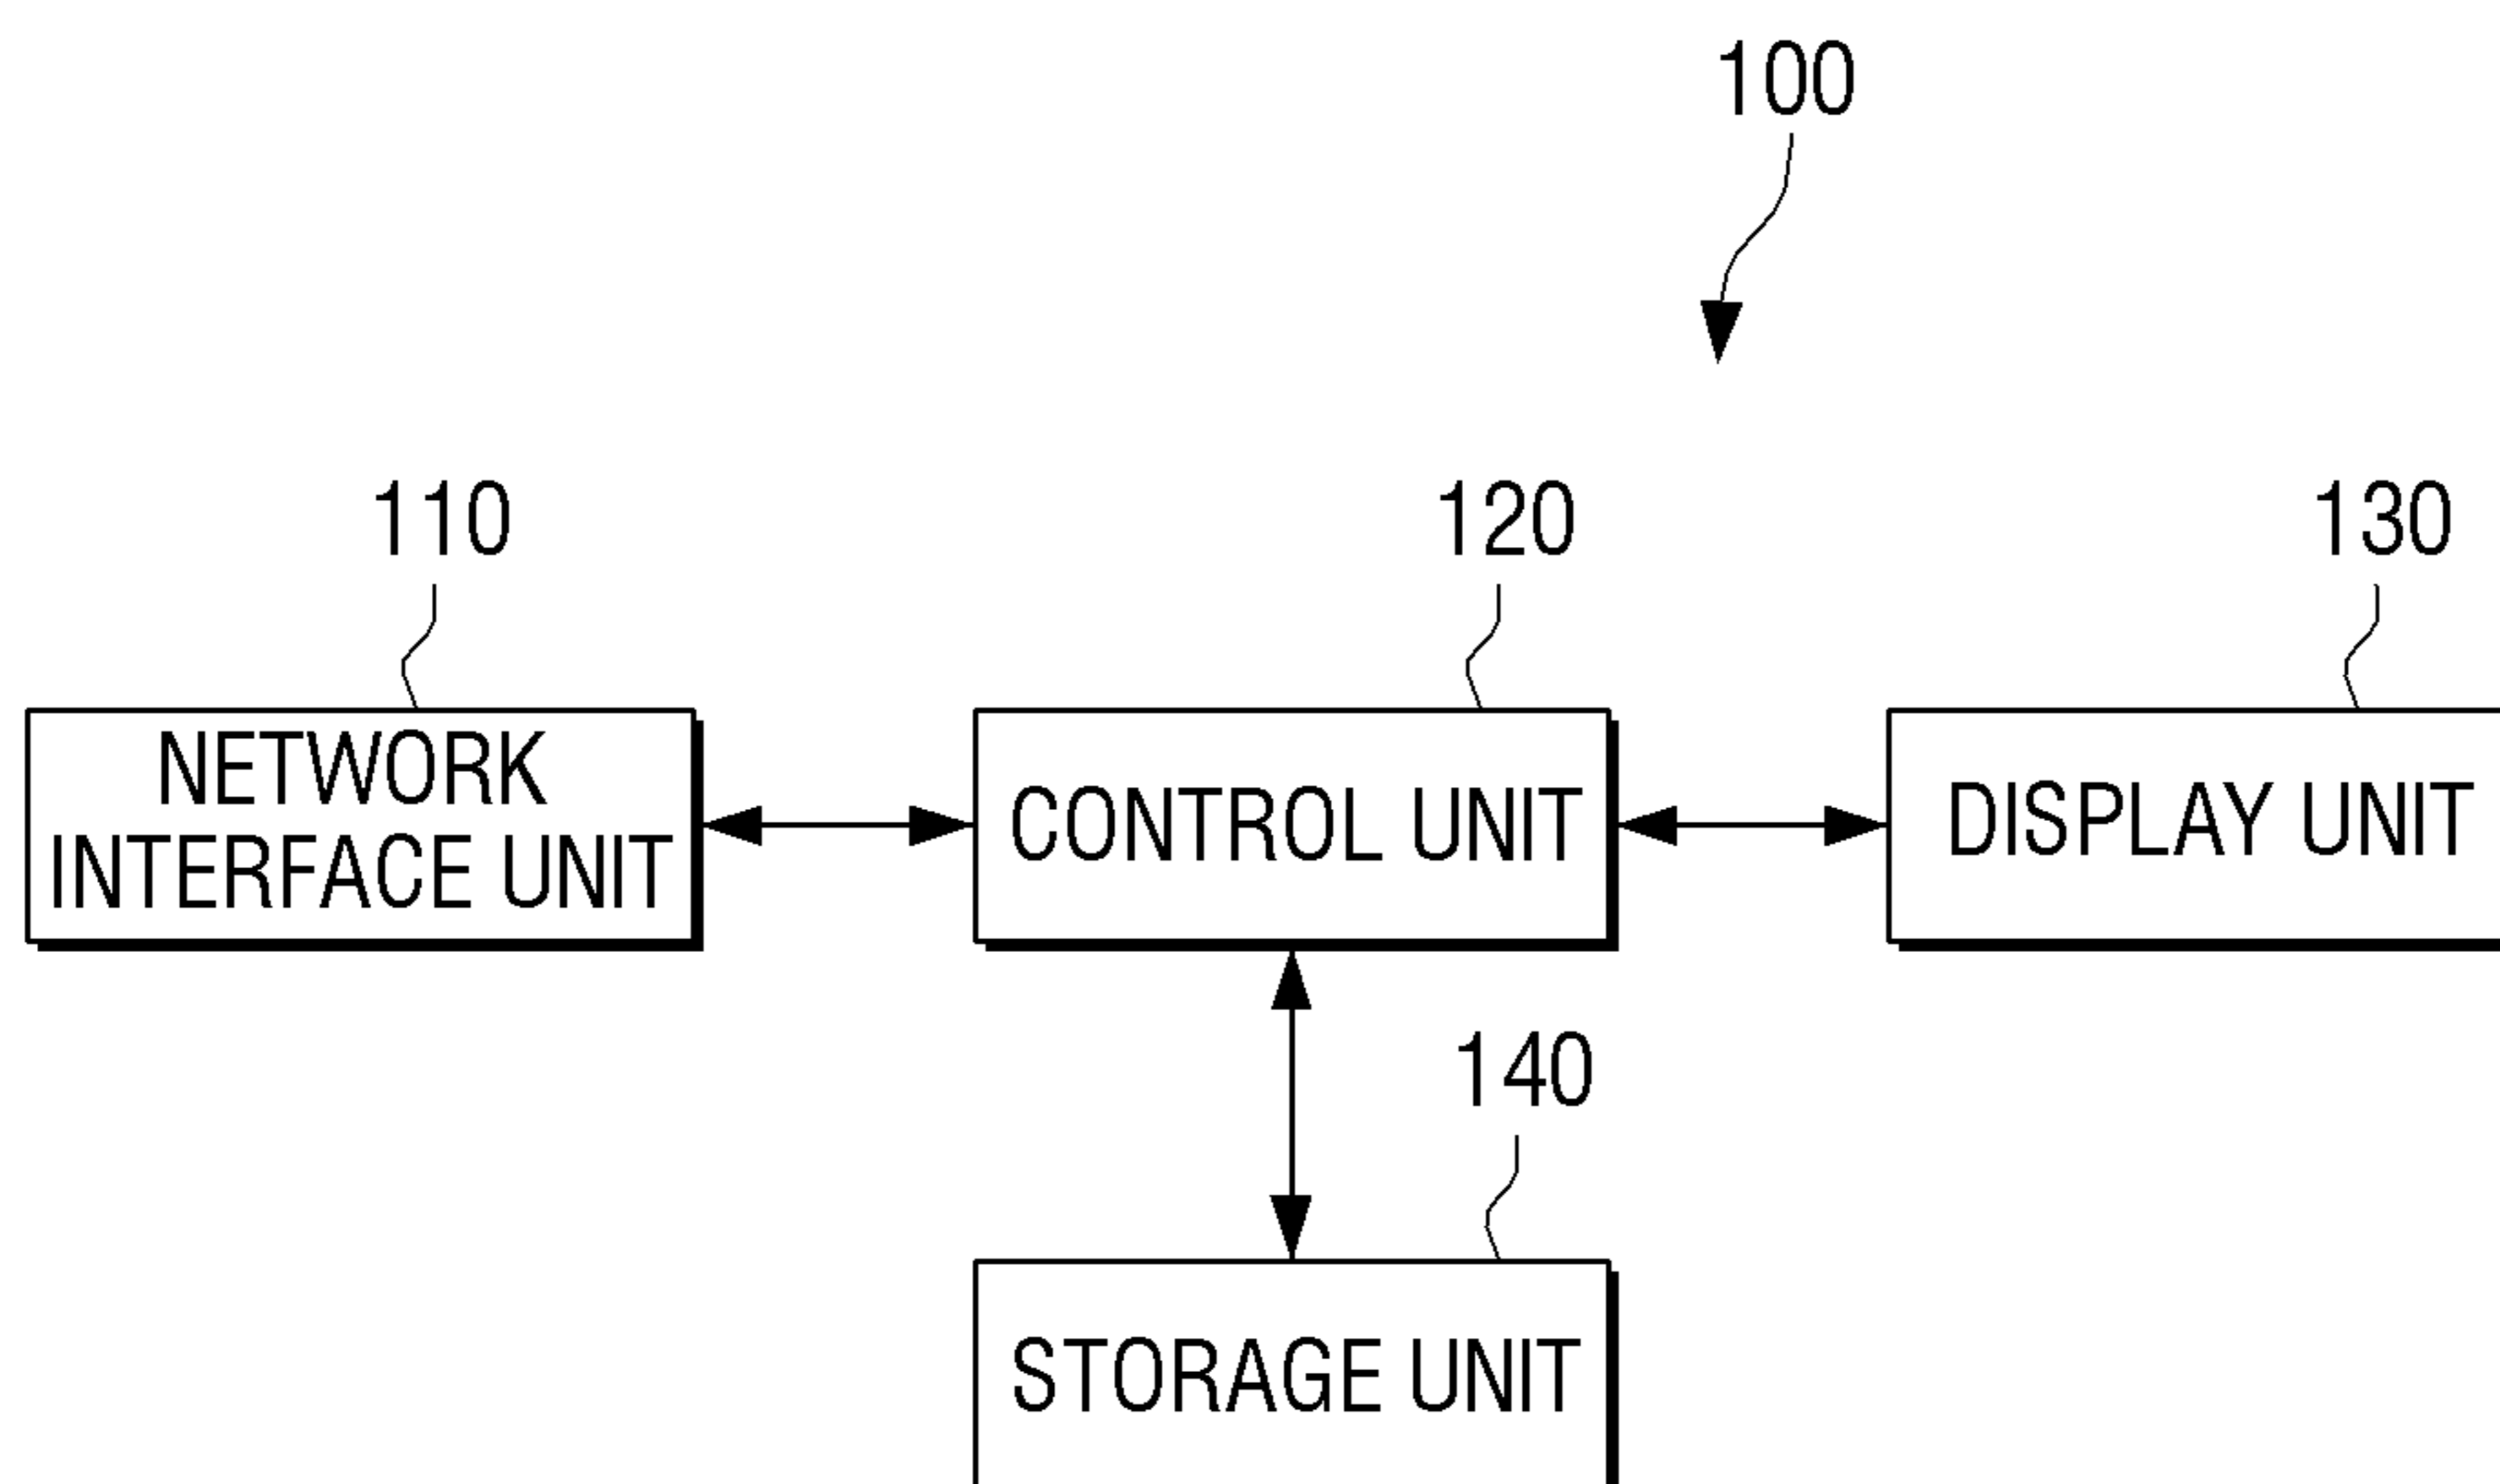 100
110
120
130
NETWORK
INTERFACE UNIT
CONTROL UNIT
DISPLAY UNIT
140
STORAGE UNIT